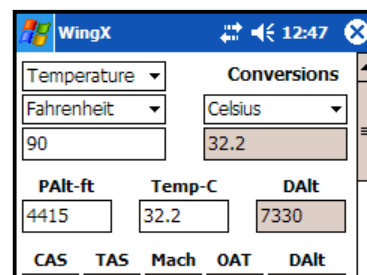 WingX 12:47
Temperature Conversions
Fahrenheit Celsius
90 32.2
PAlt-ft Temp-C DAlt
4415 32.2 7330
CAS TAS Mach OAT DAlt